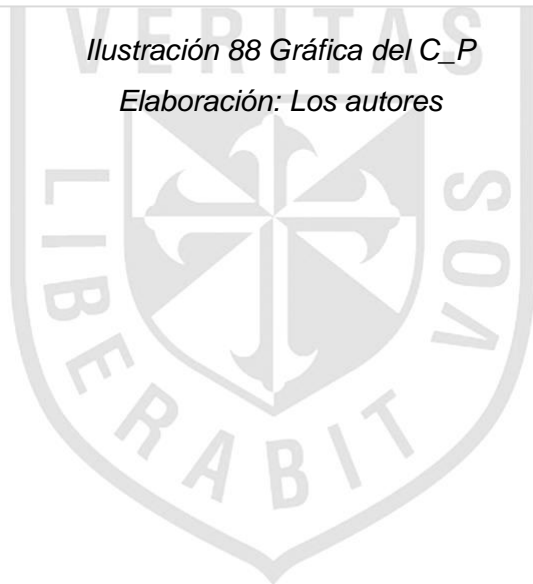 VERITAS
Ilustración 88 Gráfica del C_P
Elaboración: Los autores
LIBERABIT VOS